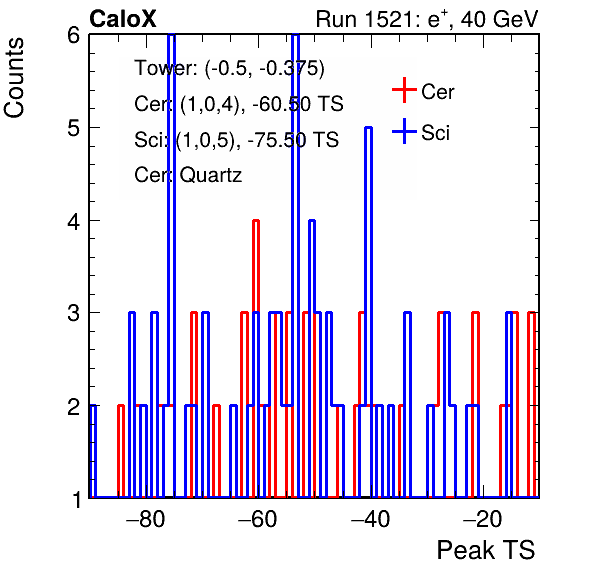 CaloX Run 1521: e+, 40 GeV
Counts
Tower: (-0.5, -0.375)
Cer: (1,0,4), -60.50 TS
Sci: (1,0,5), -75.50 TS
Cer: Quartz
Cer
Sci
6
5
4
3
2
1
−80 −60 −40 −20
Peak TS